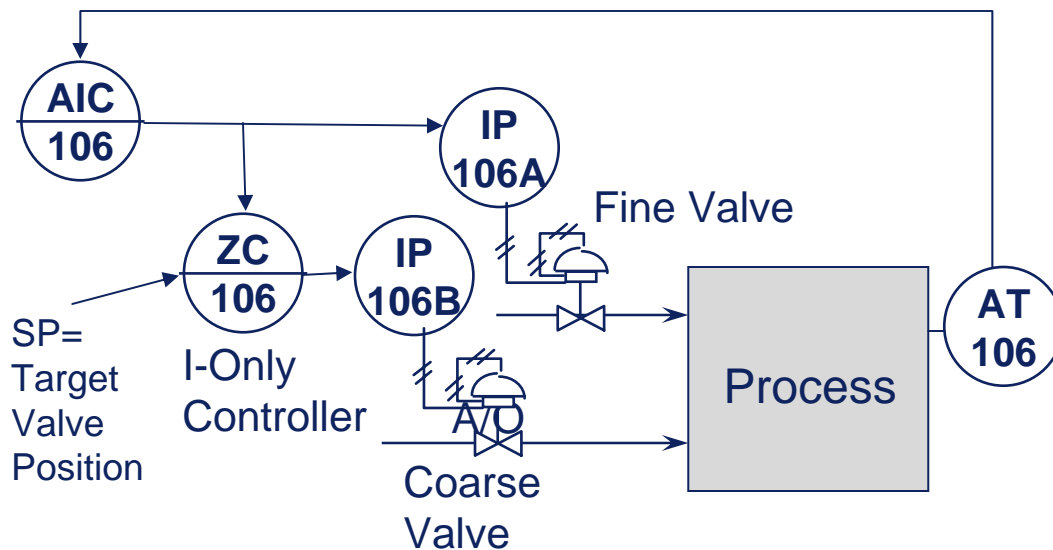 AIC
106
IP
106A
Fine Valve
ZC
106
IP
106B
AT
106
SP=
Target
Valve
Position
I-Only
Controller
A/O
Process
Coarse
Valve